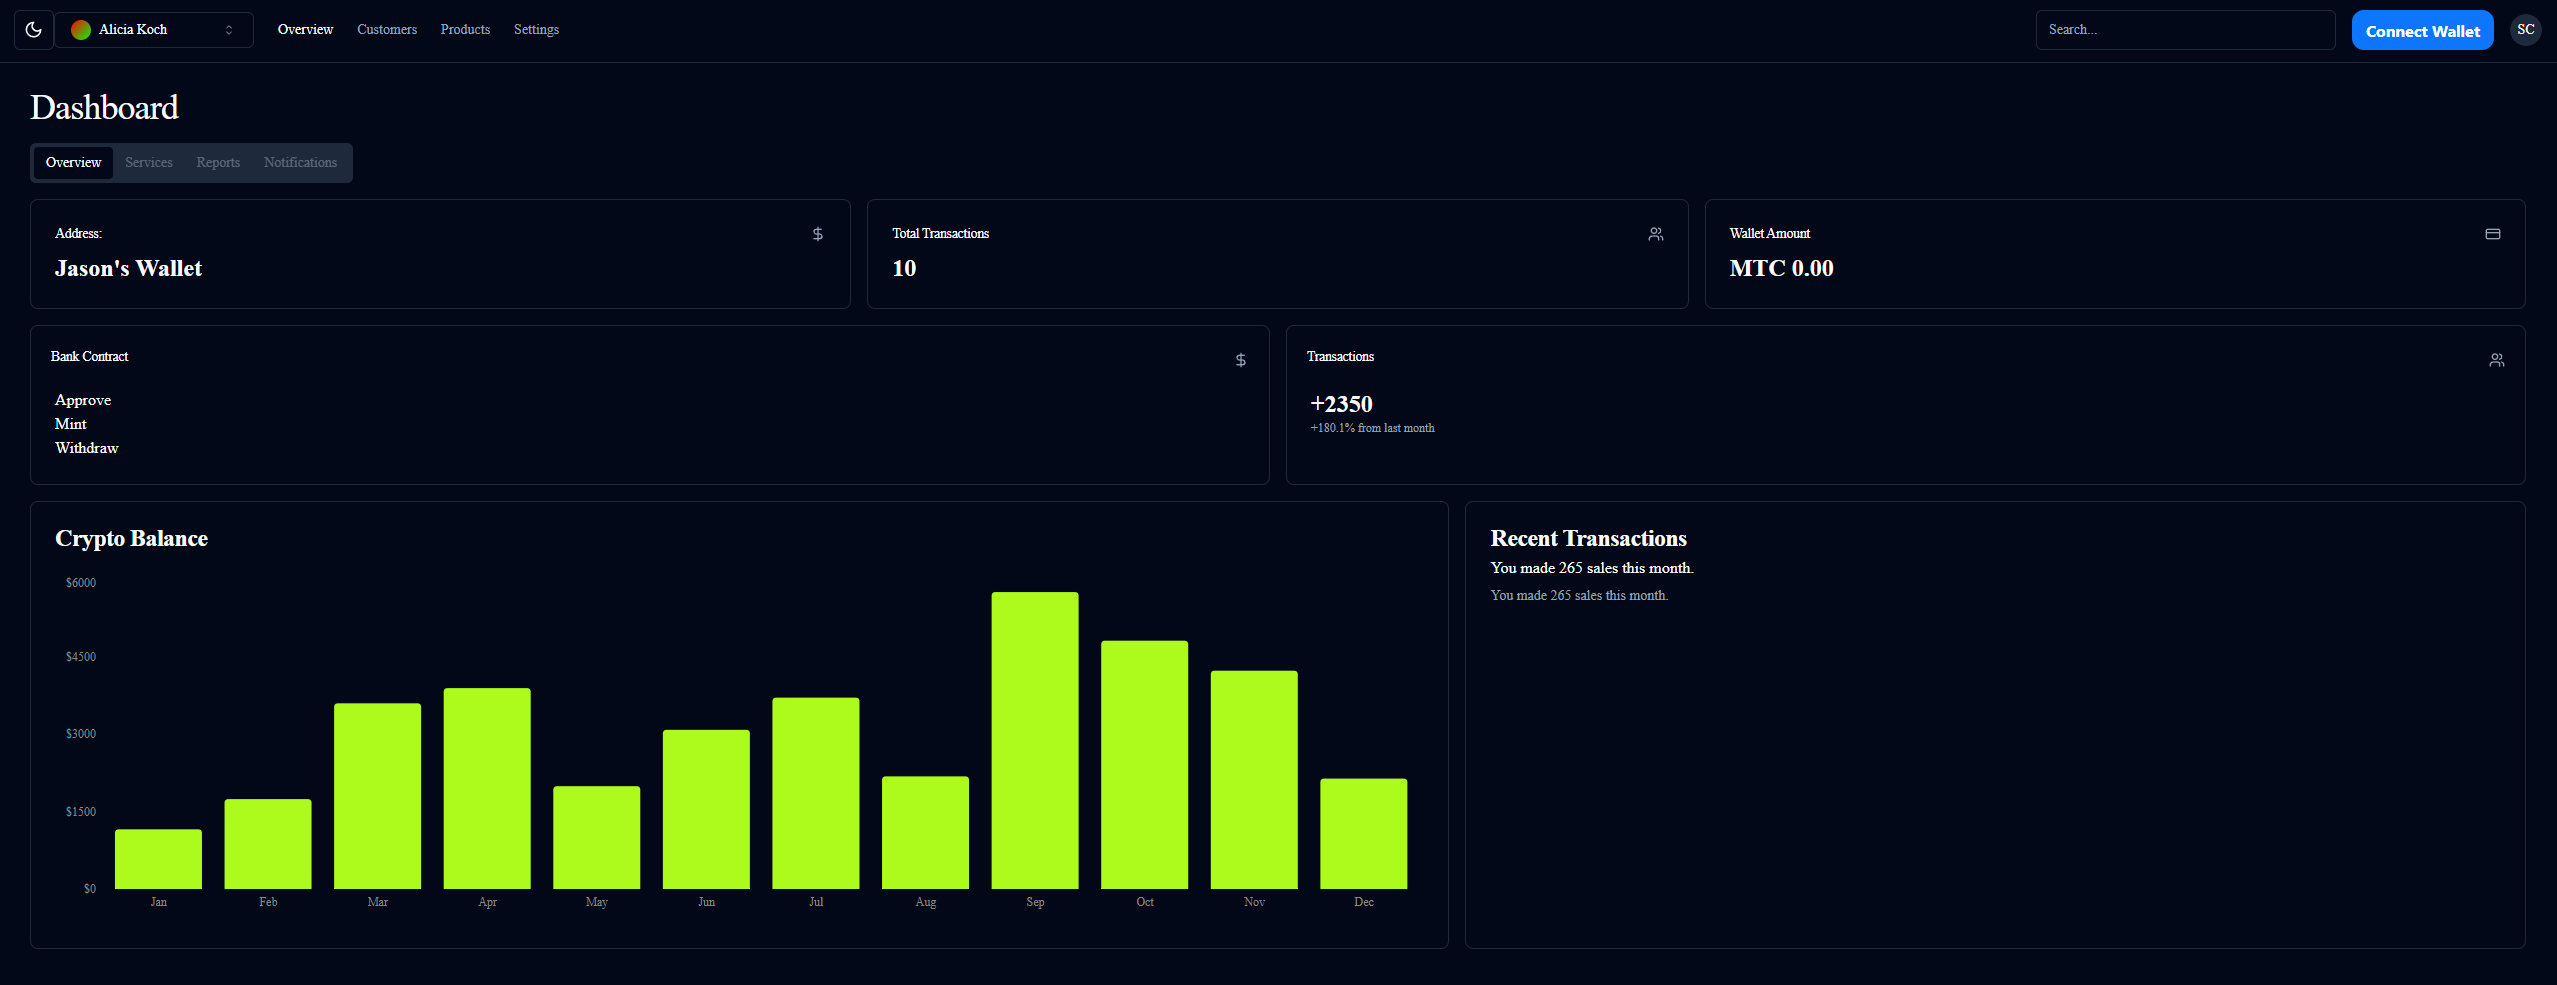 Alicia Koch
Overview
Customers
Products
Settings
Search...
Connect Wallet
SC
Dashboard
Overview
Services
Reports
Notifications
Address:
Jason's Wallet
Total Transactions
10
Wallet Amount
MTC 0.00
Bank Contract
Approve
Mint
Withdraw
Transactions
+2350
+180.1% from last month
Crypto Balance
$6000
$4500
$3000
$1500
$0
Jan
Feb
Mar
Apr
May
Jun
Jul
Aug
Sep
Oct
Nov
Dec
Recent Transactions
You made 265 sales this month.
You made 265 sales this month.